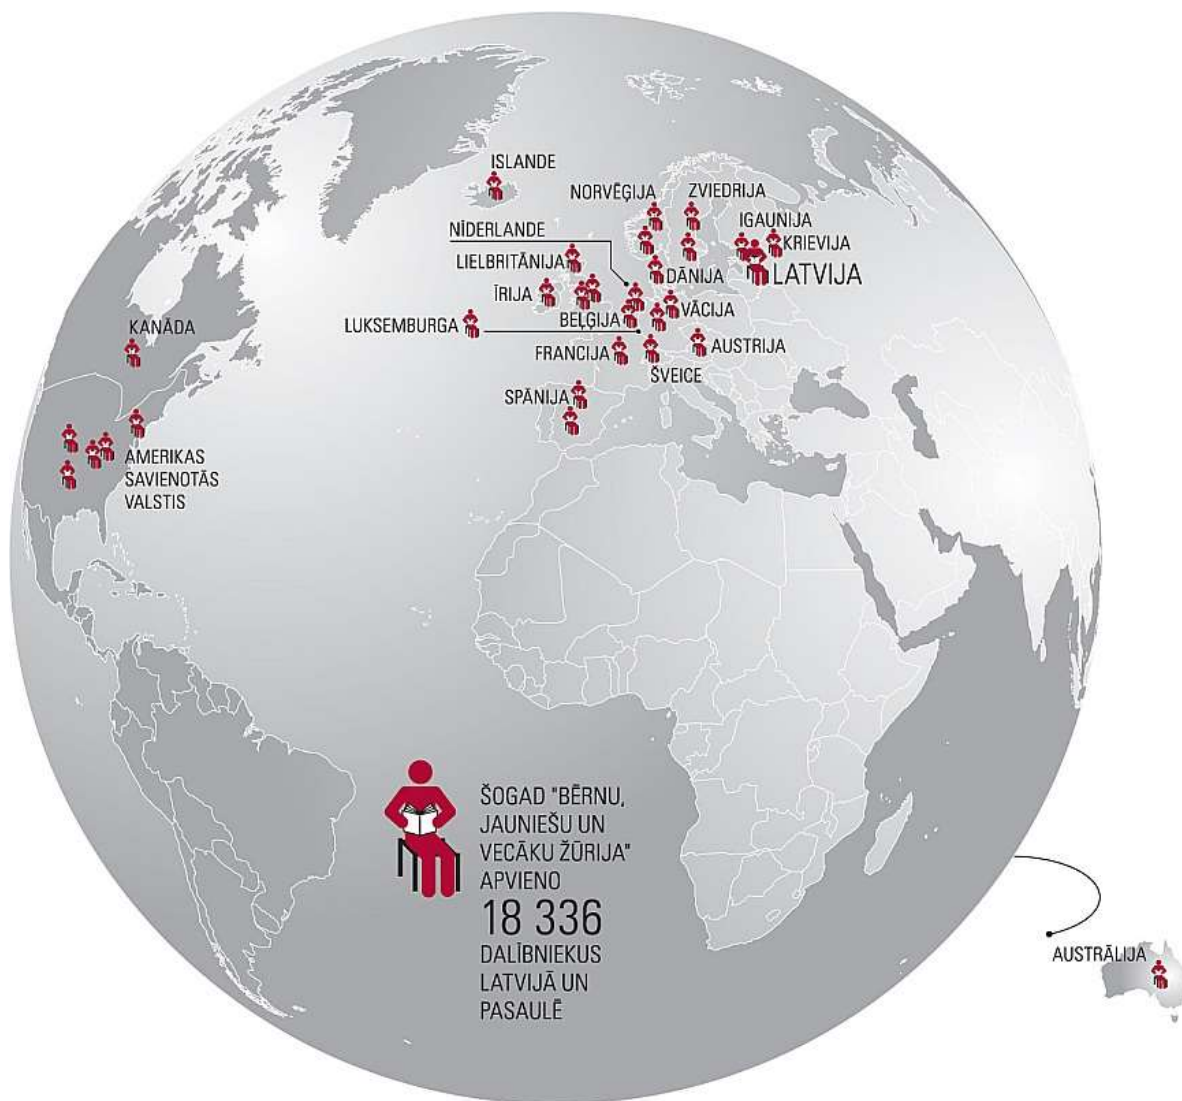 ISLANDE
NORVĒĢIJA
ZVIEDRIJA
IGAUNIJA
KRIEVIJA
LATVIJA
NĪDERLANDE
LIELBRITĀNIJA
DĀNIJA
ĪRIJA
VĀCIJA
BEĻĢIJA
LUKSEMBURGA
KANĀDA
FRANCIJA
AUSTRIJA
ŠVEICE
SPĀNIJA
AMERIKAS
SAVIENOTĀS
VALSTIS
ŠOGAD "BĒRNU,
JAUNIEŠU UN
VECĀKU ŽŪRIJA"
APVIENO
18 336
DALĪBNIEKUS
LATVIJĀ UN
PASAULĒ
AUSTRĀLIJA